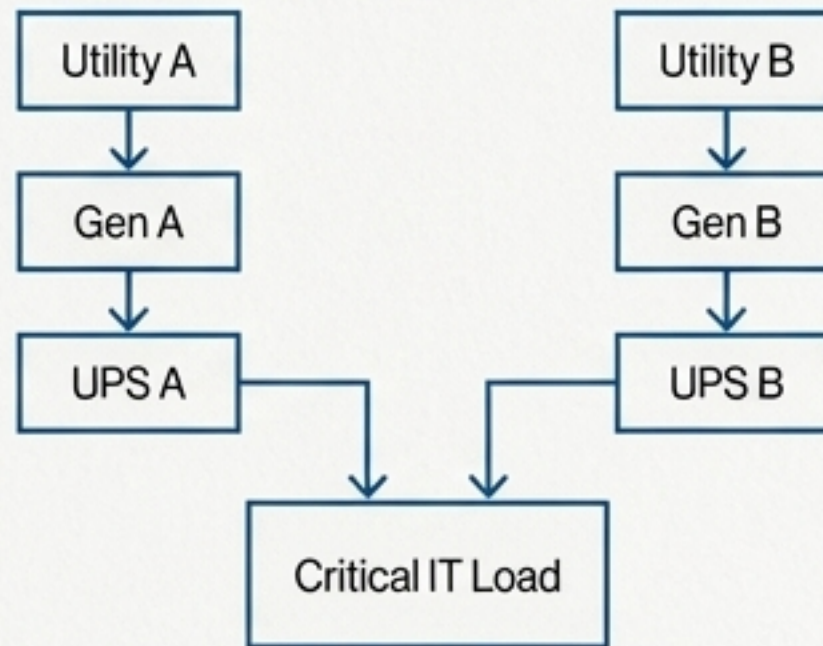 Utility A
Utility B
Gen A
Gen B
UPS A
UPS B
Critical IT Load